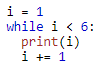 i = 1
while i < 6:
  print(i)
  i += 1